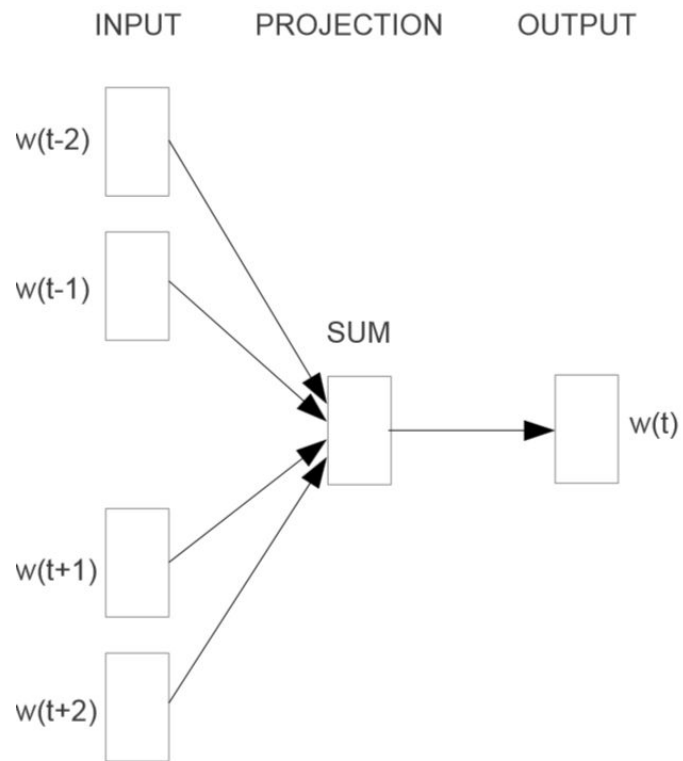 INPUT PROJECTION OUTPUT
w(t-2)
w(t-1)
SUM
w(t)
w(t+1)
w(t+2)